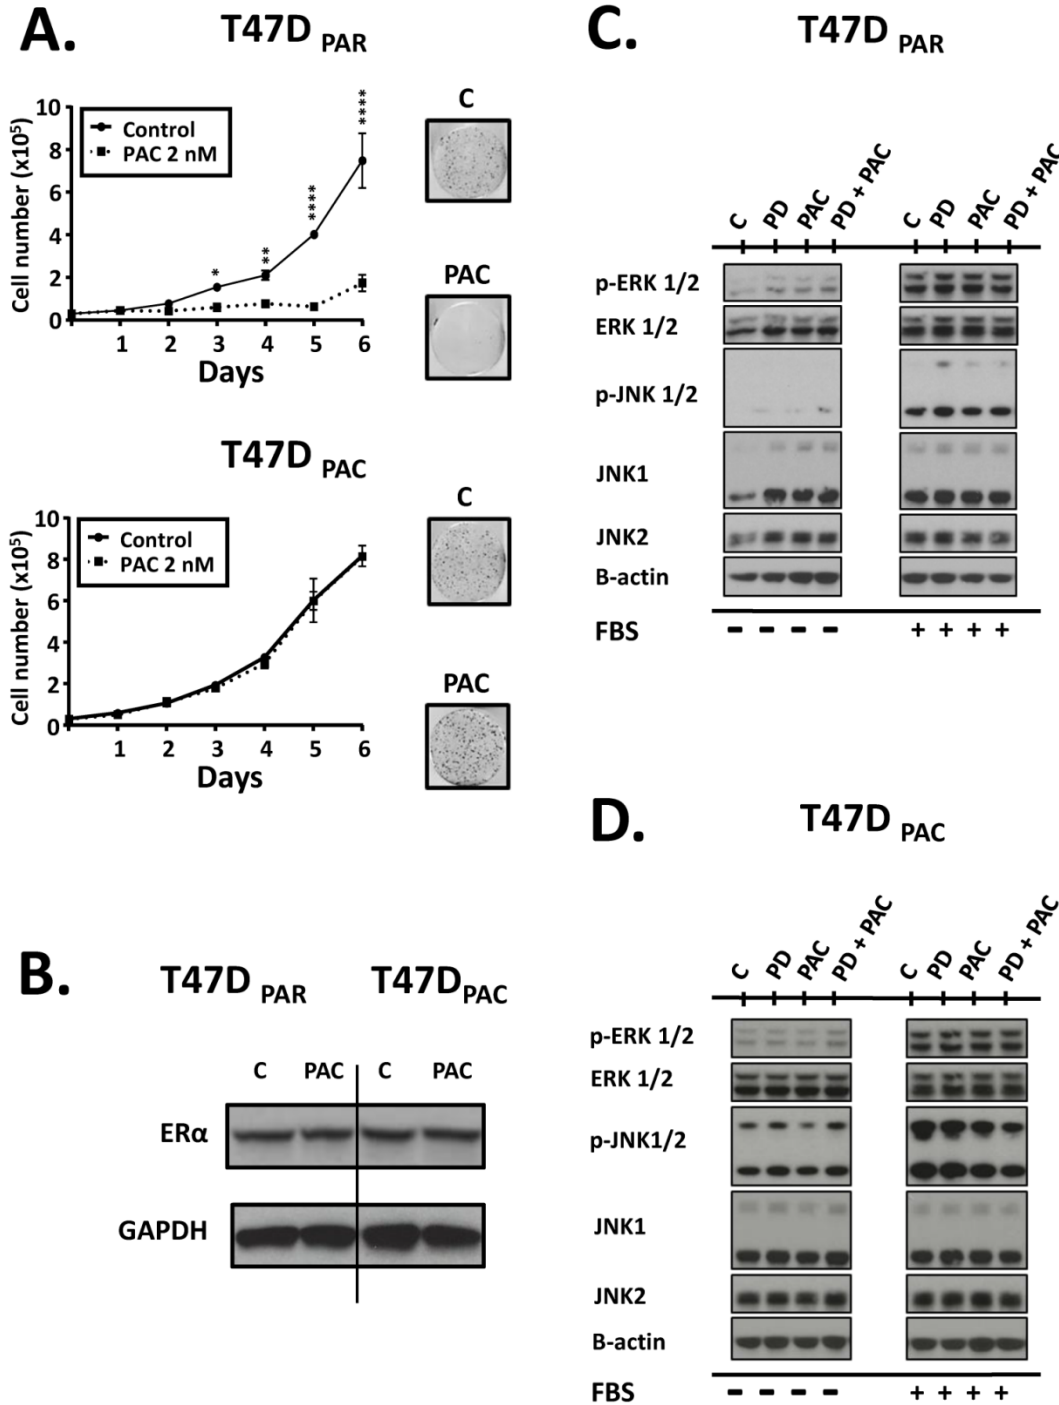 A.
T47D PAR
10
8
6
4
2
0
Cell number (x10⁵)
Control
PAC 2 nM
*
**
****
****
1 2 3 4 5 6
Days
C
PAC
T47D PAC
10
8
6
4
2
0
Cell number (x10⁵)
Control
PAC 2 nM
1 2 3 4 5 6
Days
C
PAC
B.
T47D PAR T47D PAC
C PAC C PAC
ERα
GAPDH
C.
T47D PAR
C PD PAC PD + PAC C PD PAC PD + PAC
p-ERK 1/2
ERK 1/2
p-JNK 1/2
JNK1
JNK2
B-actin
FBS - - - - + + + +
D.
T47D PAC
C PD PAC PD + PAC C PD PAC PD + PAC
p-ERK 1/2
ERK 1/2
p-JNK1/2
JNK1
JNK2
B-actin
FBS - - - - + + + +